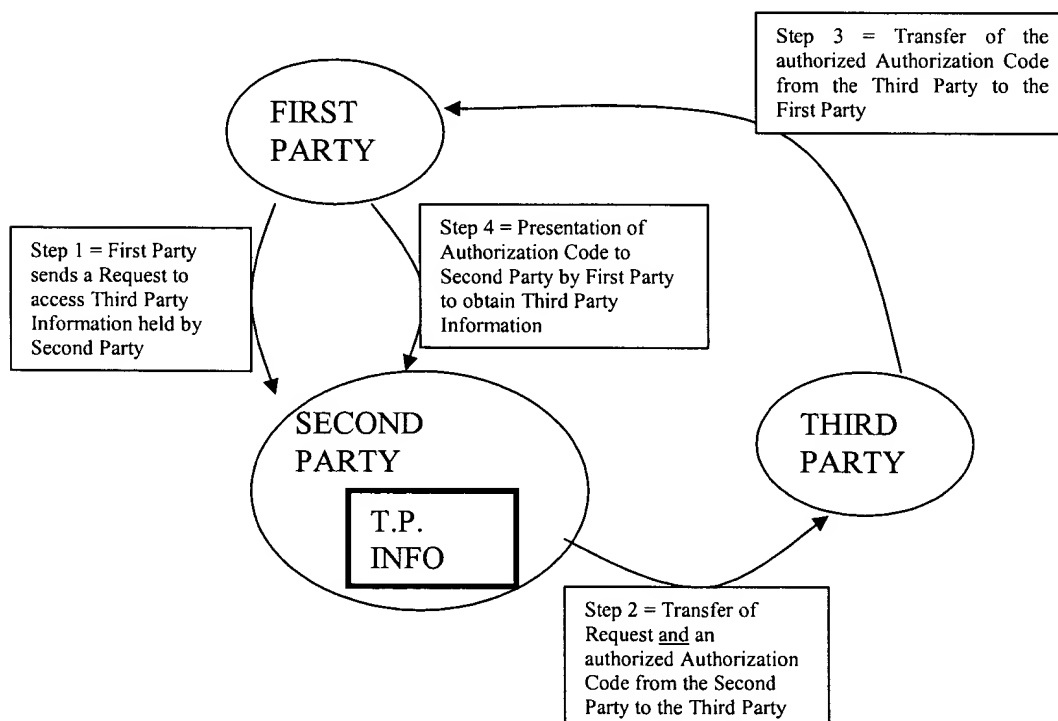 Step 3 = Transfer of the
authorized Authorization Code
from the Third Party to the
First Party
FIRST
PARTY
Step 1 = First Party
sends a Request to
access Third Party
Information held by
Second Party
Step 4 = Presentation of
Authorization Code to
Second Party by First Party
to obtain Third Party
Information
SECOND
PARTY
T.P.
INFO
THIRD
PARTY
Step 2 = Transfer of
Request and an
authorized Authorization
Code from the Second
Party to the Third Party